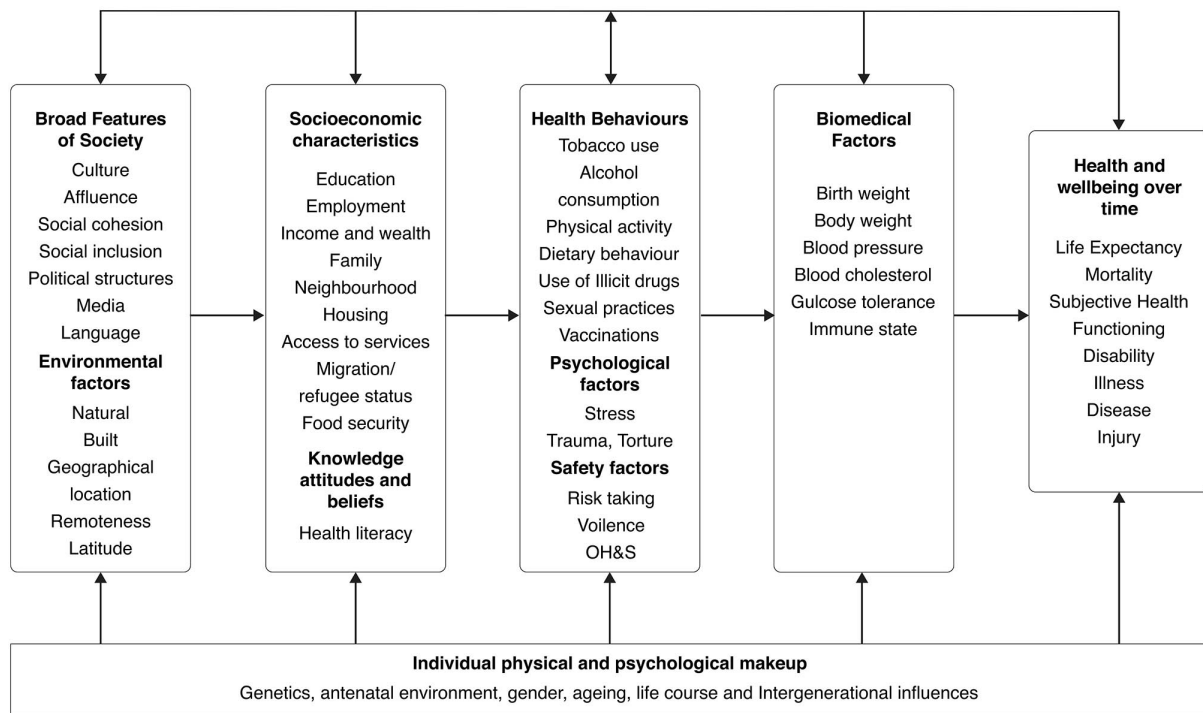 Broad Features
of Society
Culture
Affluence
Social cohesion
Social inclusion
Political structures
Media
Language
Environmental
factors
Natural
Built
Geographical
location
Remoteness
Latitude
Socioeconomic
characteristics
Education
Employment
Income and wealth
Family
Neighbourhood
Housing
Access to services
Migration/
refugee status
Food security
Knowledge
attitudes and
beliefs
Health literacy
Health Behaviours
Tobacco use
Alcohol
consumption
Physical activity
Dietary behaviour
Use of Illicit drugs
Sexual practices
Vaccinations
Psychological
factors
Stress
Trauma, Torture
Safety factors
Risk taking
Voilence
OH&S
Biomedical
Factors
Birth weight
Body weight
Blood pressure
Blood cholesterol
Gulcose tolerance
Immune state
Health and
wellbeing over
time
Life Expectancy
Mortality
Subjective Health
Functioning
Disability
Illness
Disease
Injury
Individual physical and psychological makeup
Genetics, antenatal environment, gender, ageing, life course and Intergenerational influences